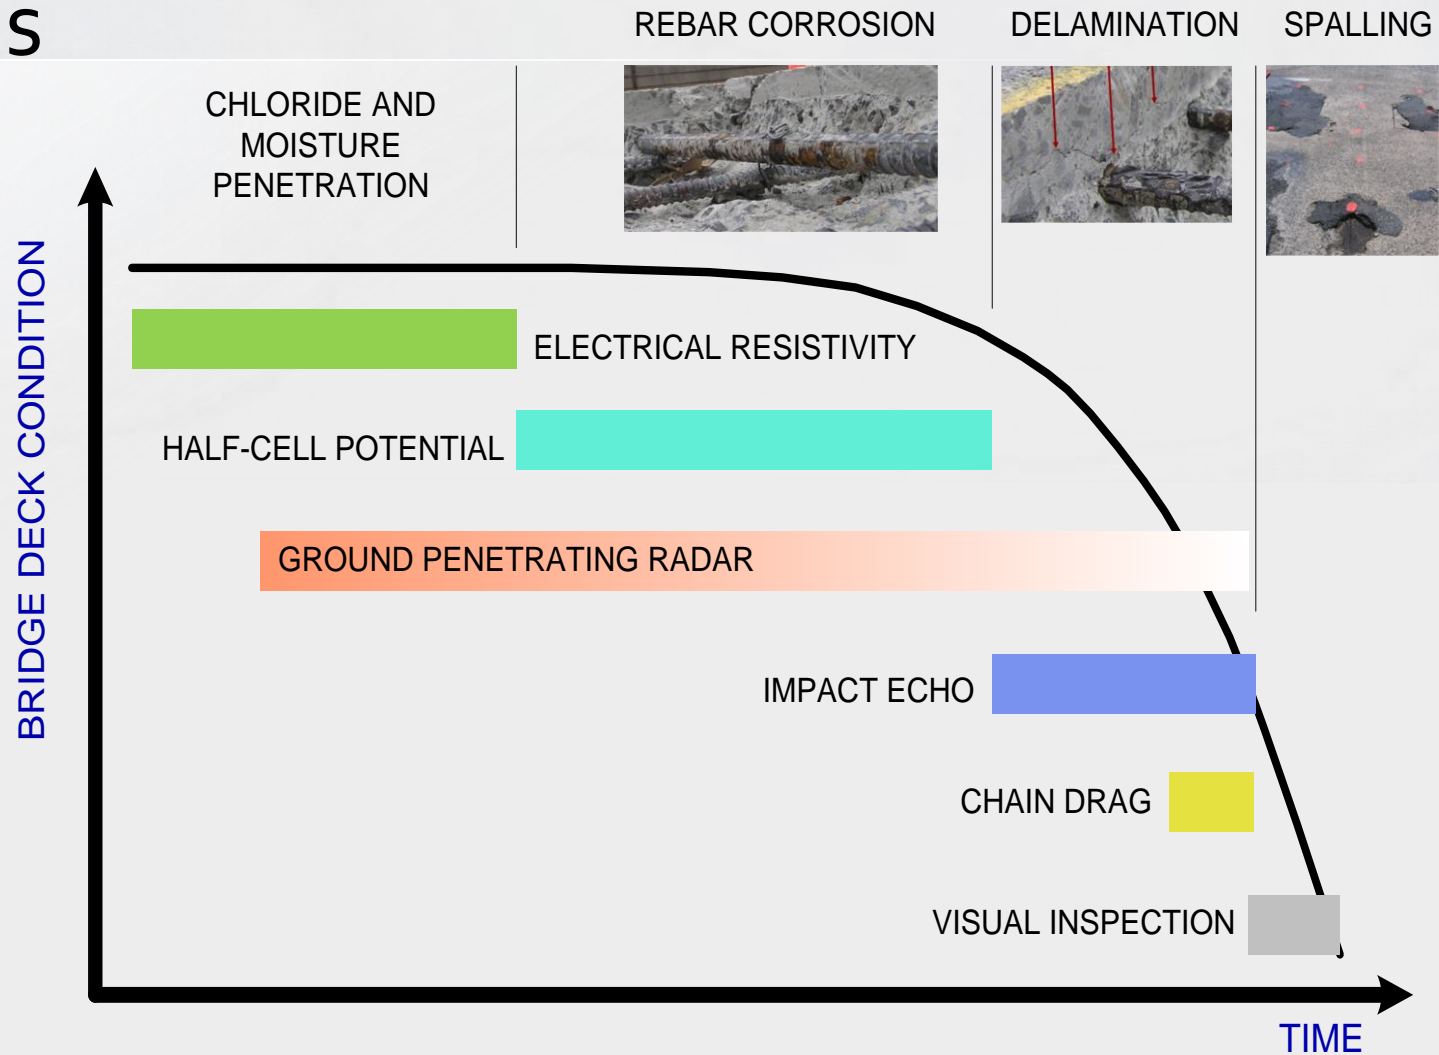 S
REBAR CORROSION
DELAMINATION
SPALLING
CHLORIDE AND
MOISTURE
PENETRATION
BRIDGE DECK CONDITION
ELECTRICAL RESISTIVITY
HALF-CELL POTENTIAL
GROUND PENETRATING RADAR
IMPACT ECHO
CHAIN DRAG
VISUAL INSPECTION
TIME